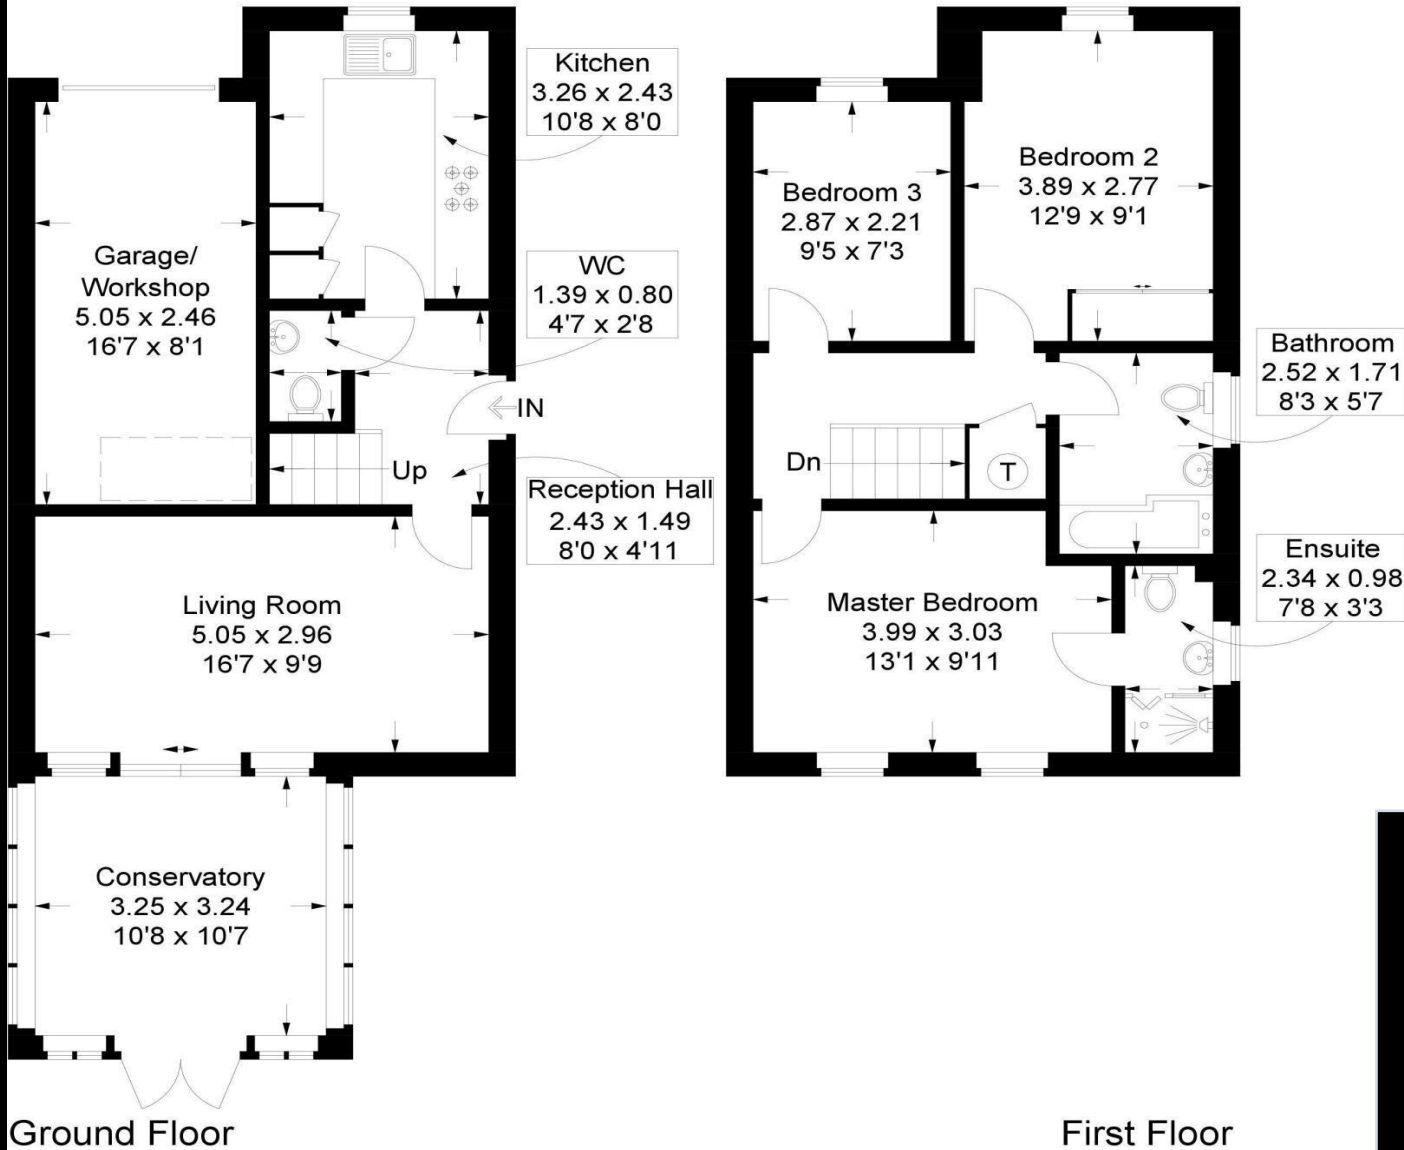 Kitchen
3.26 x 2.43
10'8 x 8'0
Garage/
Workshop
5.05 x 2.46
16'7 x 8'1
WC
1.39 x 0.80
4'7 x 2'8
IN
Up
Reception Hall
2.43 x 1.49
8'0 x 4'11
Living Room
5.05 x 2.96
16'7 x 9'9
Conservatory
3.25 x 3.24
10'8 x 10'7
Ground Floor
Bedroom 3
2.87 x 2.21
9'5 x 7'3
Bedroom 2
3.89 x 2.77
12'9 x 9'1
Bathroom
2.52 x 1.71
8'3 x 5'7
Dn
T
Ensuite
2.34 x 0.98
7'8 x 3'3
Master Bedroom
3.99 x 3.03
13'1 x 9'11
First Floor